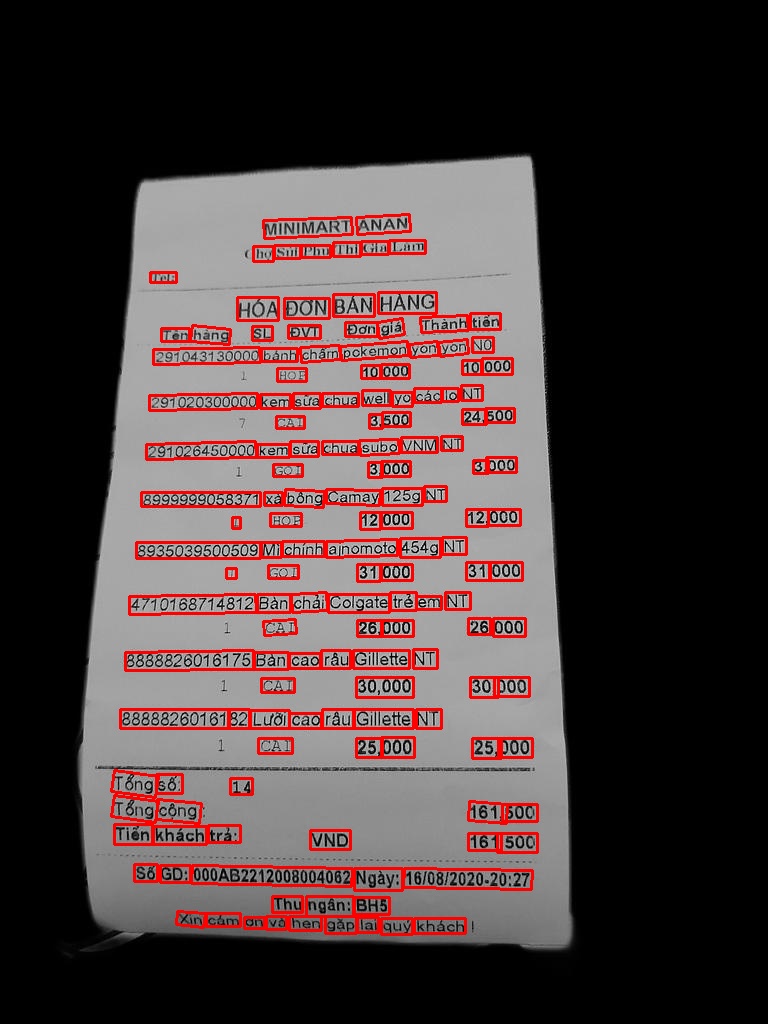 MINIMART ANAN
Chợ Sủi Phú Thị Gia Lâm
Tel:
HÓA ĐƠN BÁN HÀNG
Tên hàng SL ĐVT Đơn giá Thành tiền
291043130000 bánh chấm pokemon yon yon N0
1 HOP 10,000 10,000
291020300000 kem sữa chua well yo các lo NT
7 CAI 3,500 24,500
291026450000 kem sữa chua subo VNM NT
1 GOI 3,000 3,000
8999999058371 xà bông Camay 125g NT
1 HOP 12,000 12,000
8935039500509 Mì chính ajnomoto 454g NT
1 GOI 31,000 31,000
4710168714812 Bàn chải Colgate trẻ em NT
1 CAI 26,000 26,000
8888826016175 Bàn cao râu Gillette NT
1 CAI 30,000 30,000
8888826016182 Lưỡi cao râu Gillette NT
1 CAI 25,000 25,000
Tổng số: 14
Tổng cộng: 161,500
Tiền khách trả: VND 161,500
Số GD: 000AB2212008004062 Ngày: 16/08/2020-20:27
Thu ngân: BH5
Xin cám ơn và hẹn gặp lại quý khách !